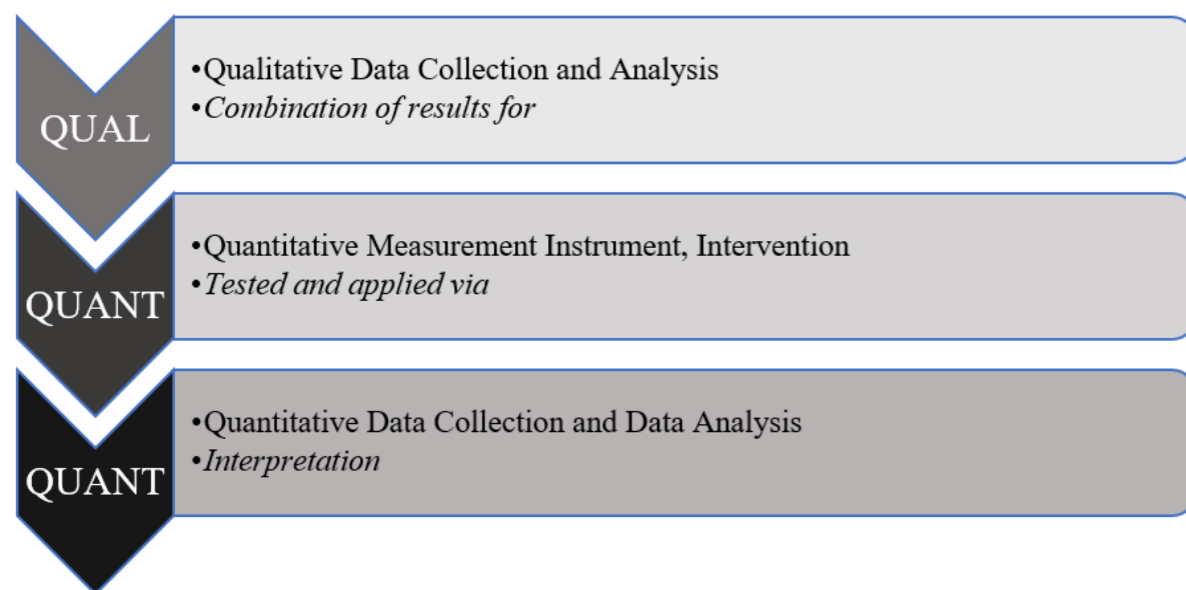 QUAL
•Qualitative Data Collection and Analysis
•Combination of results for
QUANT
•Quantitative Measurement Instrument, Intervention
•Tested and applied via
QUANT
•Quantitative Data Collection and Data Analysis
•Interpretation